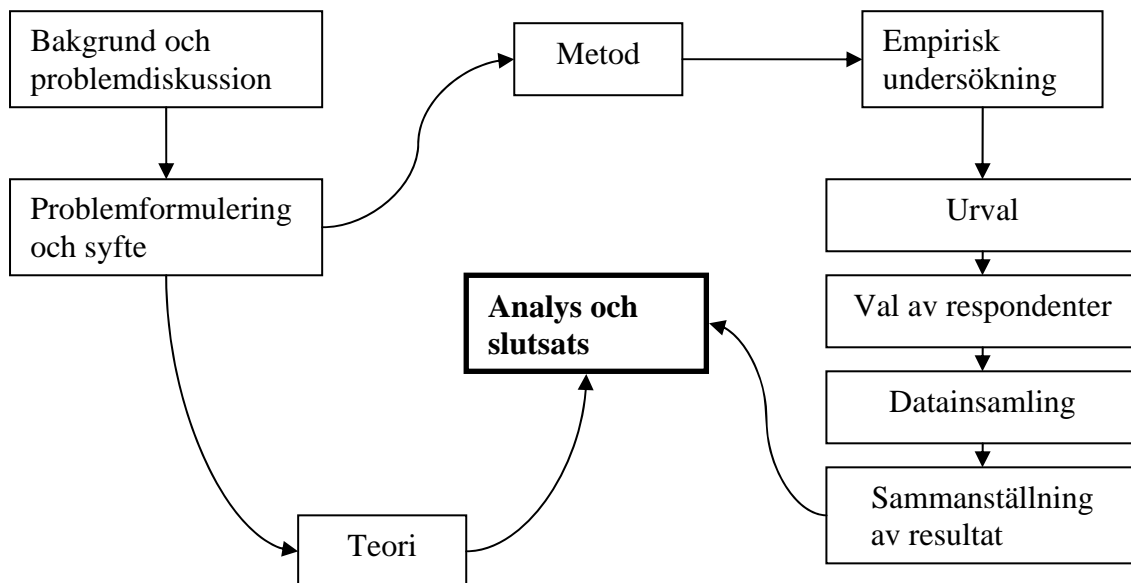 Bakgrund och
problemdiskussion
Metod
Empirisk
undersökning
Problemformulering
och syfte
Urval
Analys och
slutsats
Val av respondenter
Datainsamling
Sammanställning
av resultat
Teori